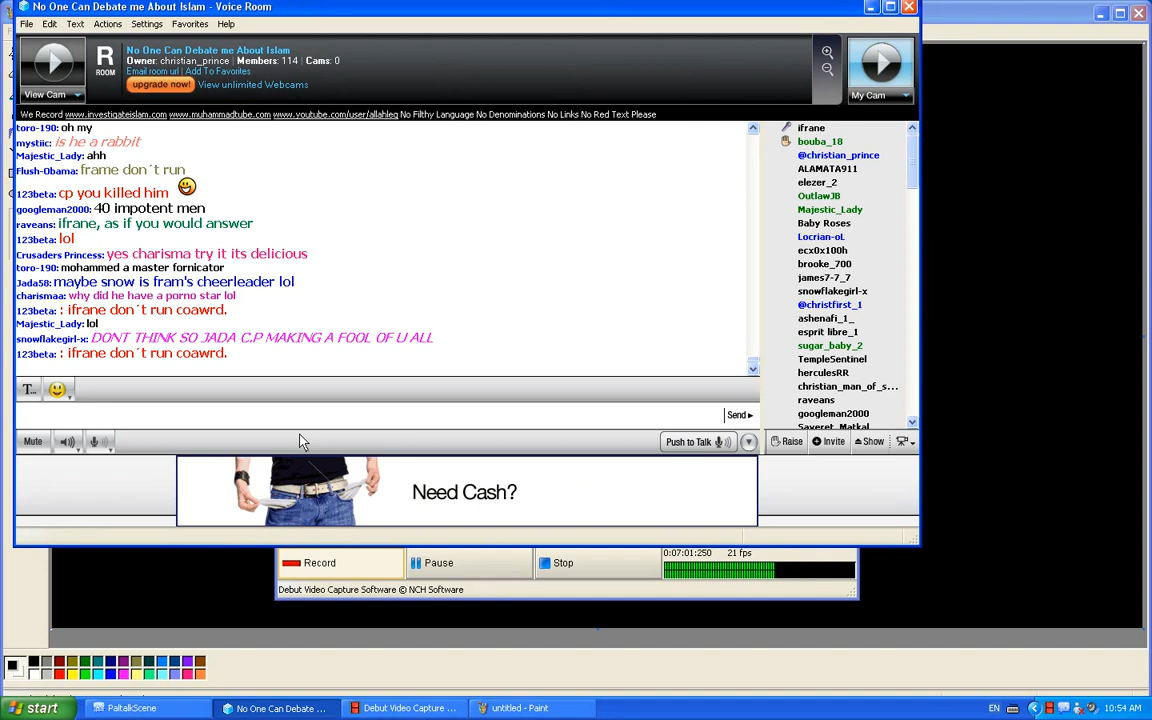 No One Can Debate me About Islam - Voice Room
File Edit Text Actions Settings Favorites Help
View Cam
R
ROOM
No One Can Debate me About Islam
Owner: christian_prince | Members: 114 | Cams: 0
Email room url | Add To Favorites
upgrade now! View unlimited Webcams
My Cam
We Record www.investigateislam.com www.muhammadtube.com www.youtube.com/user/allahleg No Filthy Language No Denominations No Links No Red Text Please
toro-190: oh my
mystiic: is he a rabbit
Majestic_Lady: ahh
Flush-Obama: frame don´t run
123beta: cp you killed him
googleman2000: 40 impotent men
raveans: ifrane, as if you would answer
123beta: lol
Crusaders Princess: yes charisma try it its delicious
toro-190: mohammed a master fornicator
Jada58: maybe snow is fram's cheerleader lol
charismaa: why did he have a porno star lol
123beta: : ifrane don´t run coawrd.
Majestic_Lady: lol
snowflakegirl-x: DONT THINK SO JADA C.P MAKING A FOOL OF U ALL
123beta: : ifrane don´t run coawrd.
ifrane
bouba_18
@christian_prince
ALAMATA911
elezer_2
OutlawJB
Majestic_Lady
Baby Roses
Locrian-oL
ecx0x100h
brooke_700
james7-7_7
snowflakegirl-x
@christfirst_1
ashenafi_1_
esprit libre_1
sugar_baby_2
TempleSentinel
herculesRR
christian_man_of_s...
raveans
googleman2000
Sayeret_Matkal
T...
Send
Mute
Push to Talk
Raise Invite Show
Need Cash?
Record Pause Stop
0:07:01:250 21 fps
Debut Video Capture Software © NCH Software
start
PaltalkScene
No One Can Debate ...
Debut Video Capture ...
untitled - Paint
EN
10:54 AM